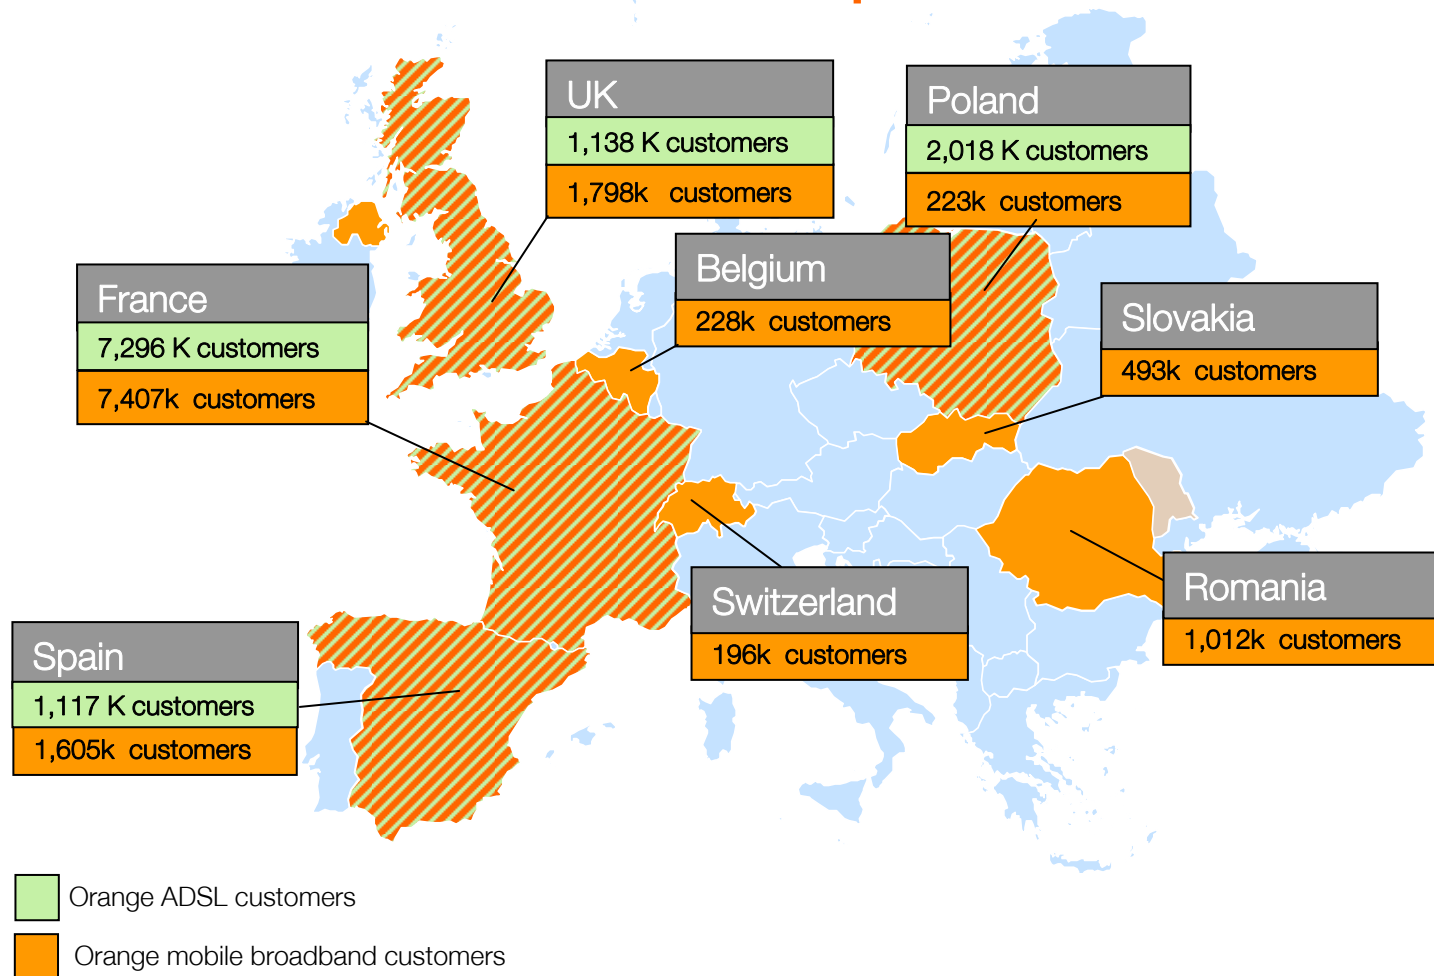 UK
1,138 K customers
1,798k customers
Poland
2,018 K customers
223k customers
Belgium
228k customers
France
7,296 K customers
7,407k customers
Slovakia
493k customers
Switzerland
196k customers
Romania
1,012k customers
Spain
1,117 K customers
1,605k customers
Orange ADSL customers
Orange mobile broadband customers